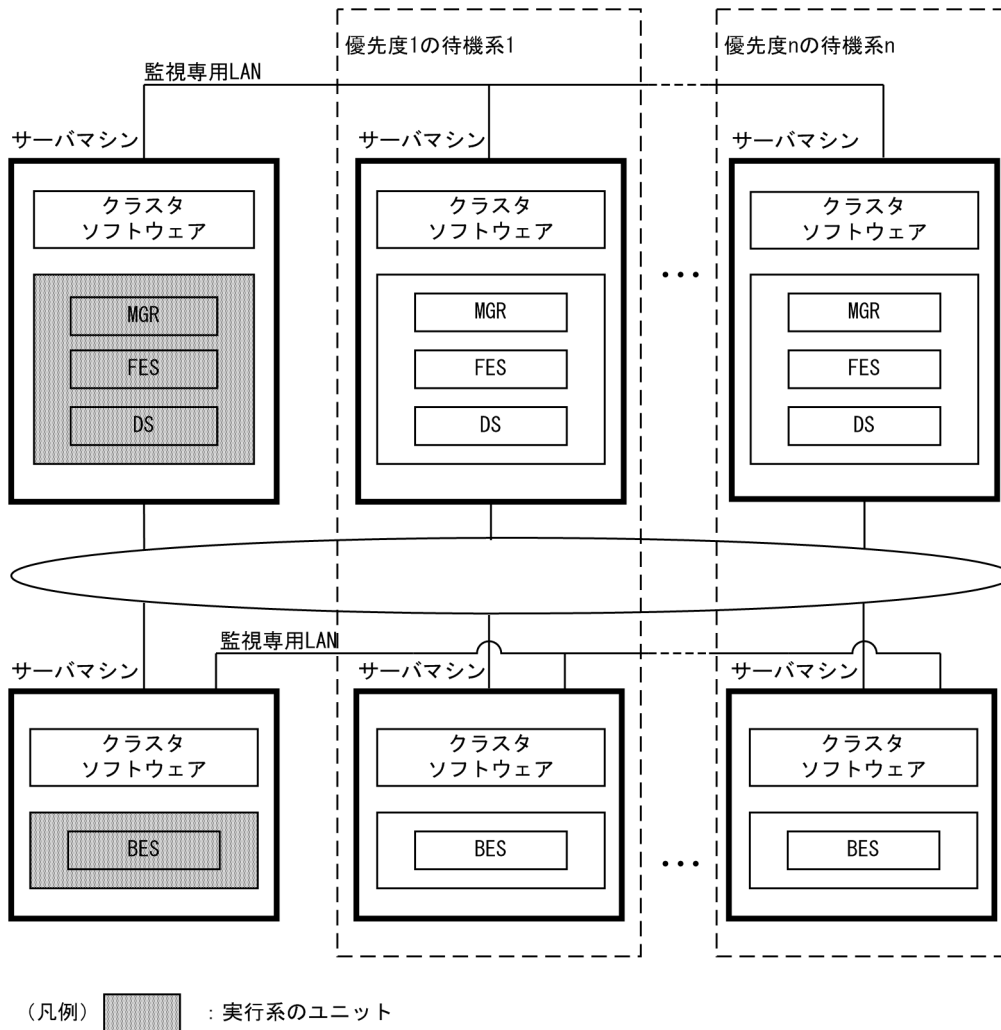 優先度1の待機系1
優先度nの待機系n
監視専用LAN
サーバマシン
サーバマシン
サーバマシン
クラスタ
ソフトウェア
クラスタ
ソフトウェア
クラスタ
ソフトウェア
...
MGR
MGR
MGR
FES
FES
FES
DS
DS
DS
監視専用LAN
サーバマシン
サーバマシン
サーバマシン
クラスタ
ソフトウェア
クラスタ
ソフトウェア
クラスタ
ソフトウェア
BES
BES
...
BES
(凡例) :実行系のユニット